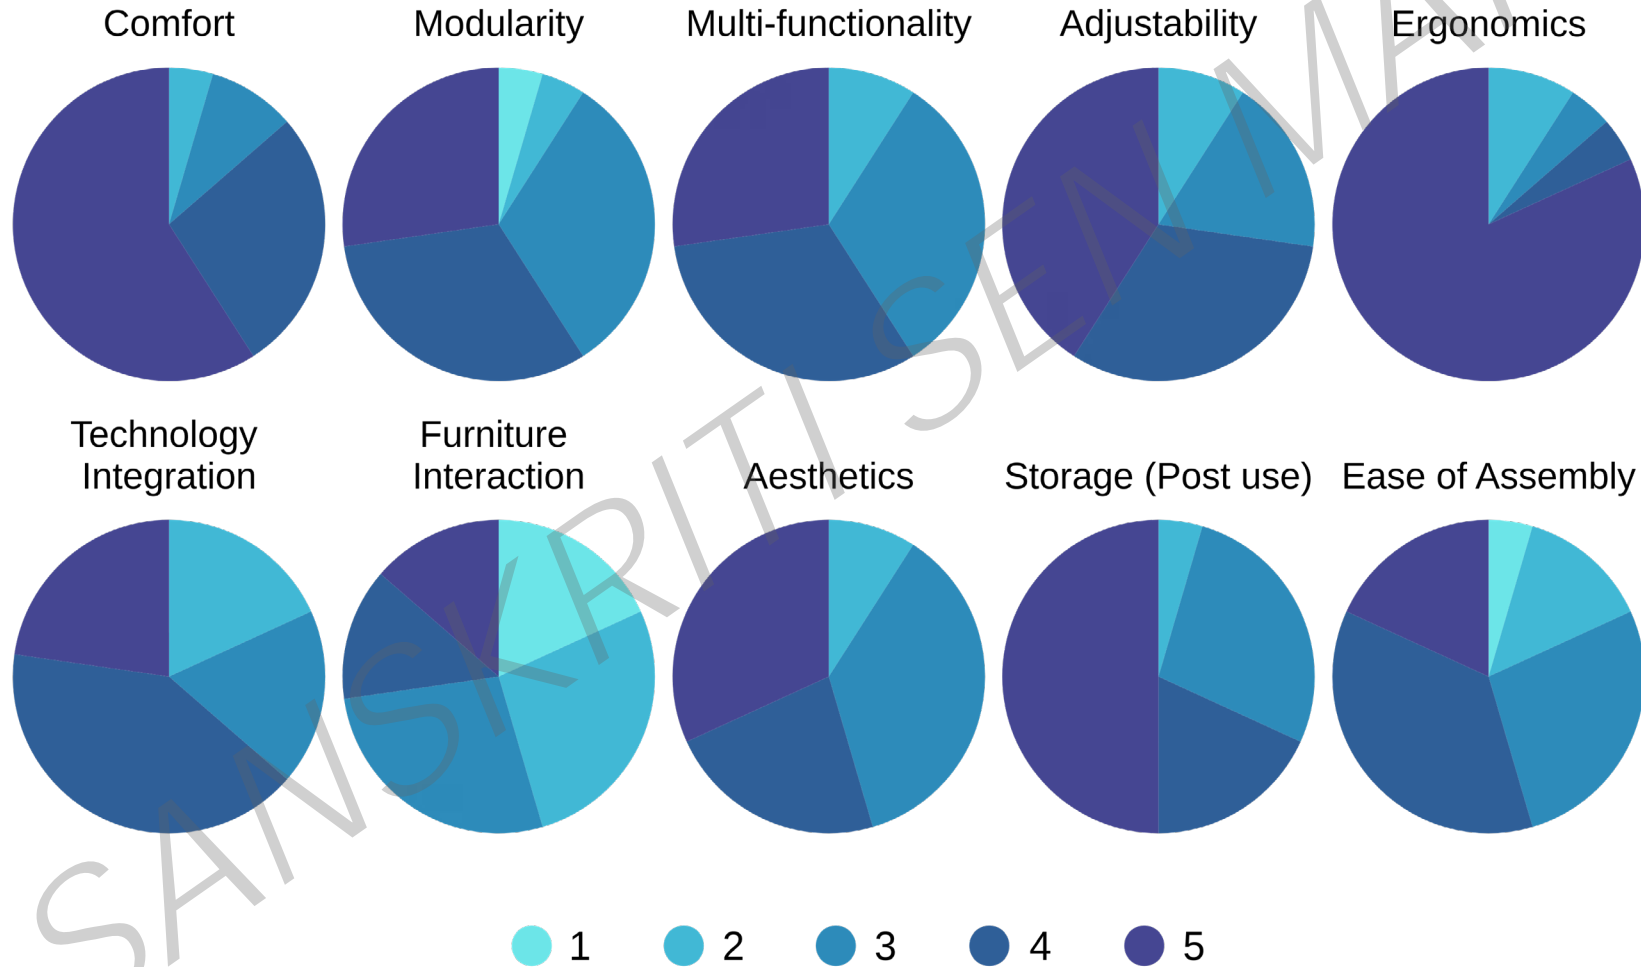 Comfort
Modularity
Multi-functionality
Adjustability
Ergonomics
Technology
Integration
Furniture
Interaction
Aesthetics
Storage (Post use)
Ease of Assembly
1
2
3
4
5
SANSKRITI SEN